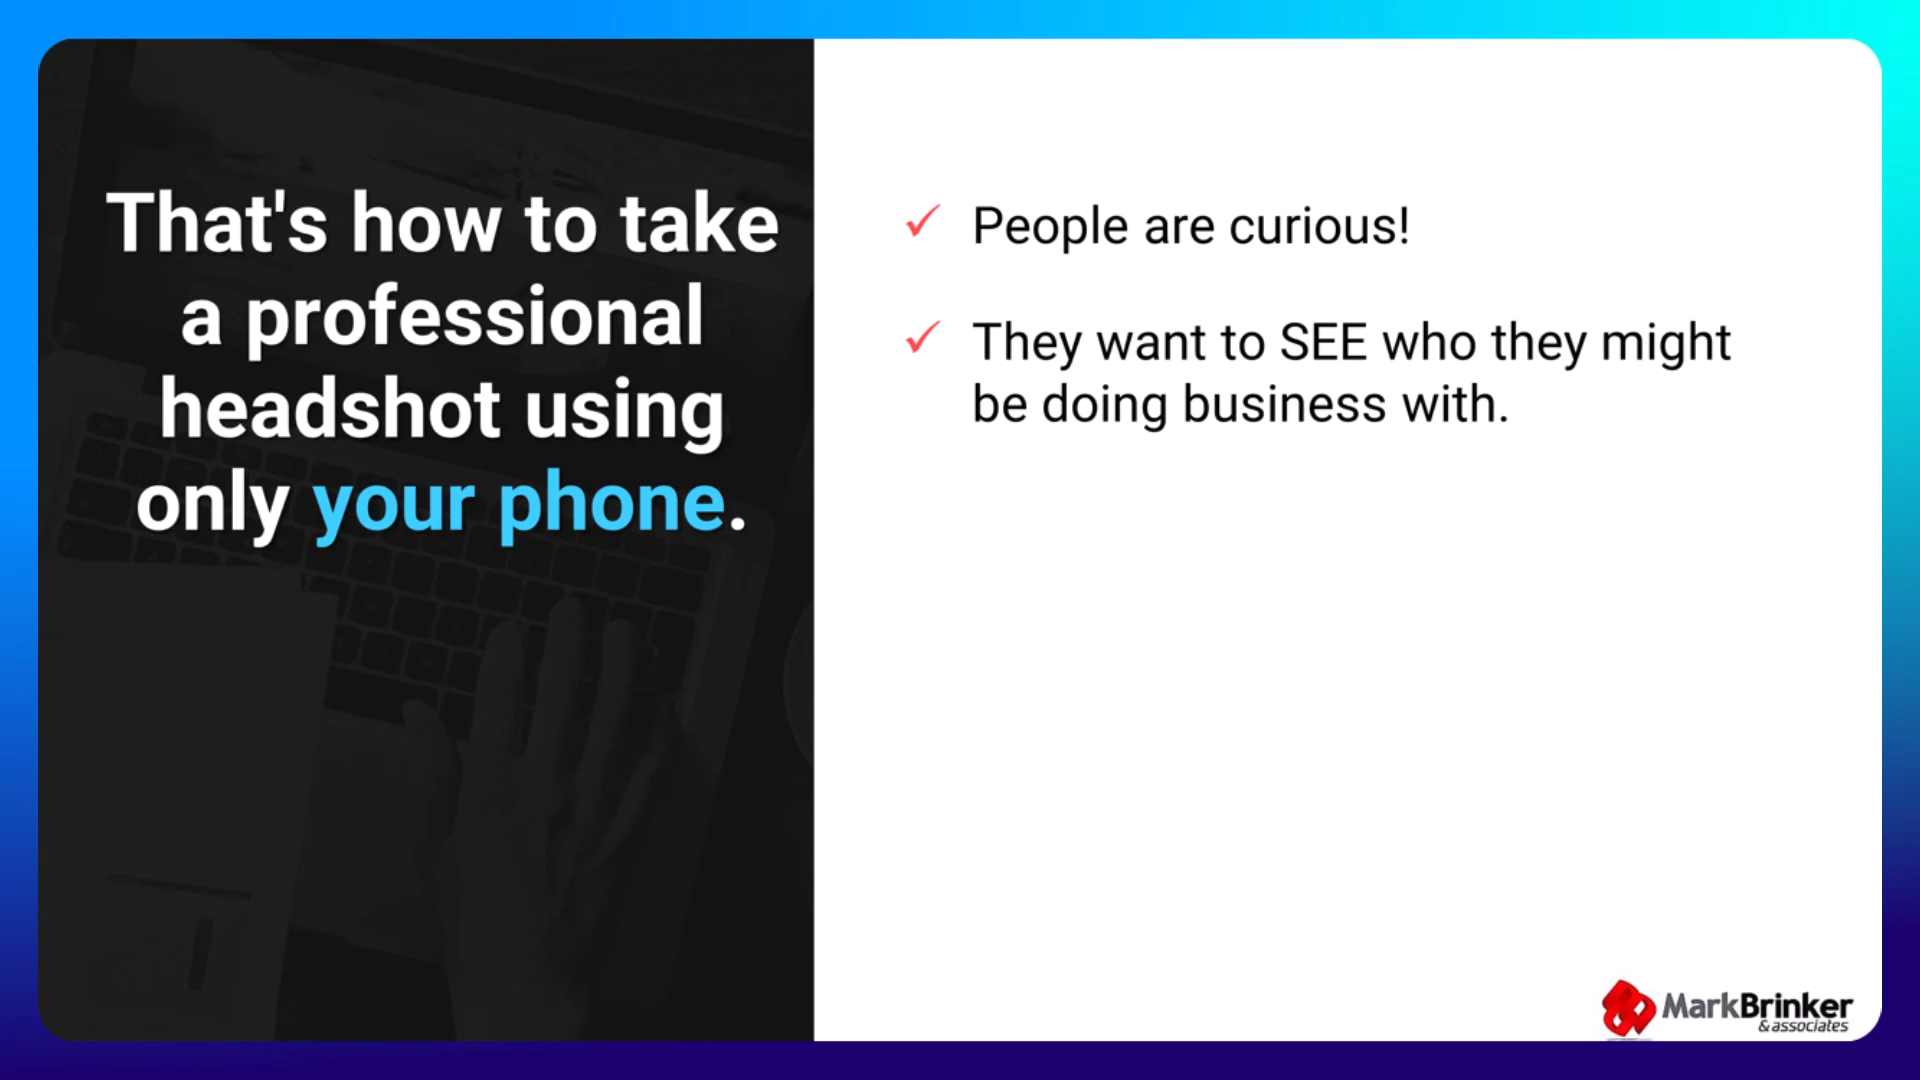 That's how to take
a professional
headshot using
only your phone.
People are curious!
They want to SEE who they might
be doing business with.
MarkBrinker
& associates